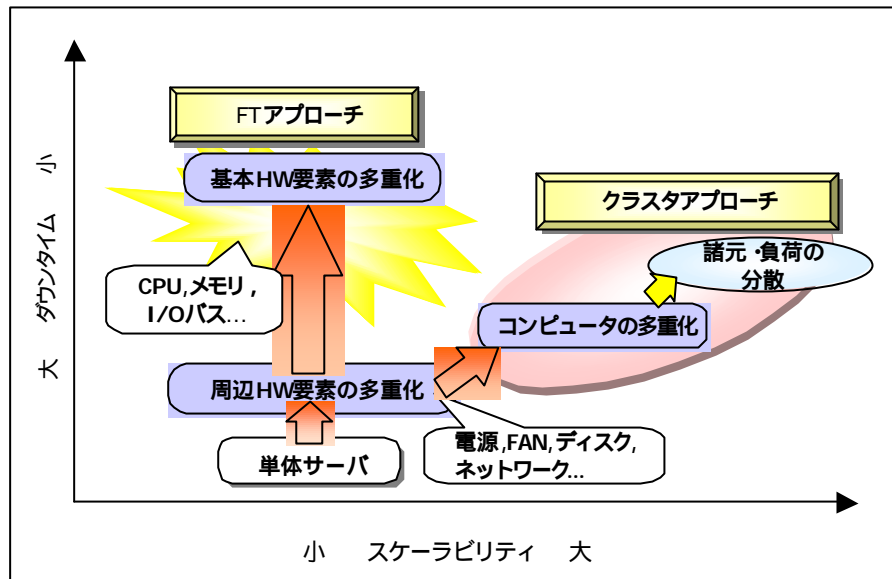 FTアプローチ
基本HW要素の多重化
クラスタアプローチ
諸元・負荷の
分散
CPU,メモリ,
I/Oバス...
コンピュータの多重化
周辺HW要素の多重化
電源,FAN,ディスク,
ネットワーク...
単体サーバ
大 ダウンタイム 小
小 スケーラビリティ 大